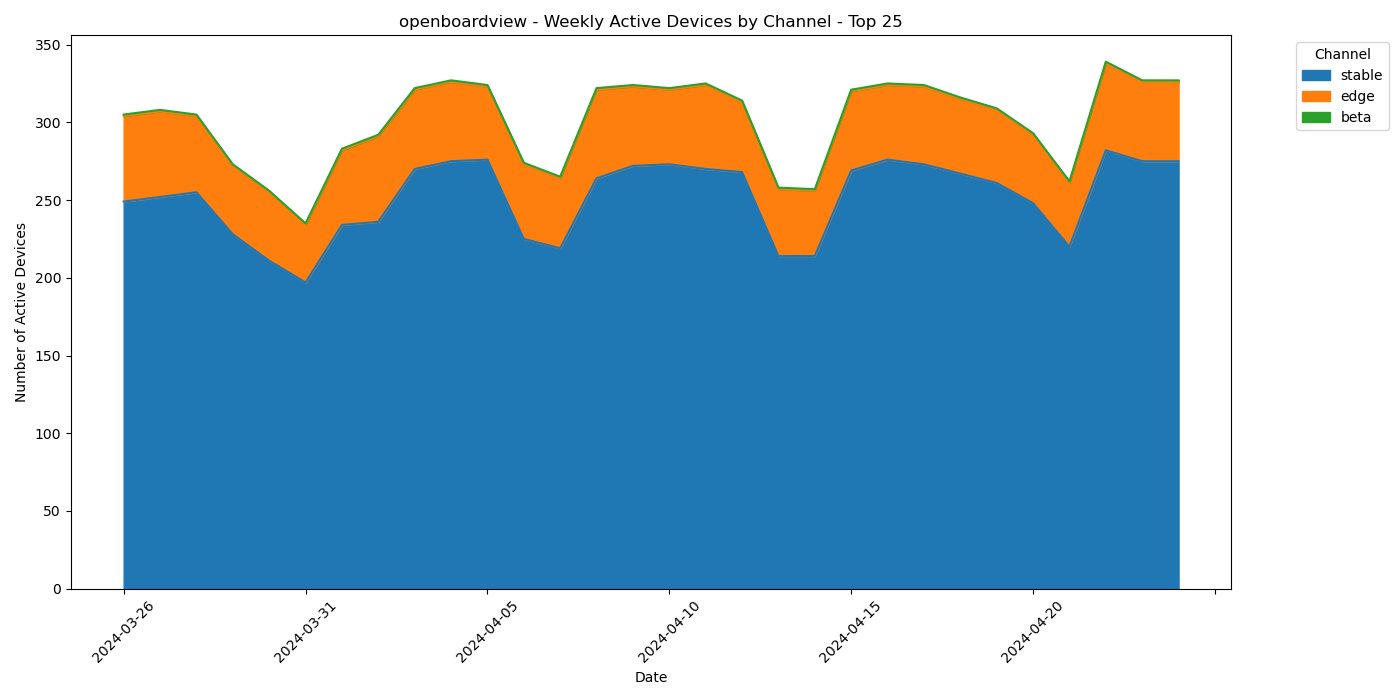 openboardview - Weekly Active Devices by Channel - Top 25
Number of Active Devices
350
300
250
200
150
100
50
0
2024-03-26
2024-03-31
2024-04-05
2024-04-10
2024-04-15
2024-04-20
Date
Channel
stable
edge
beta